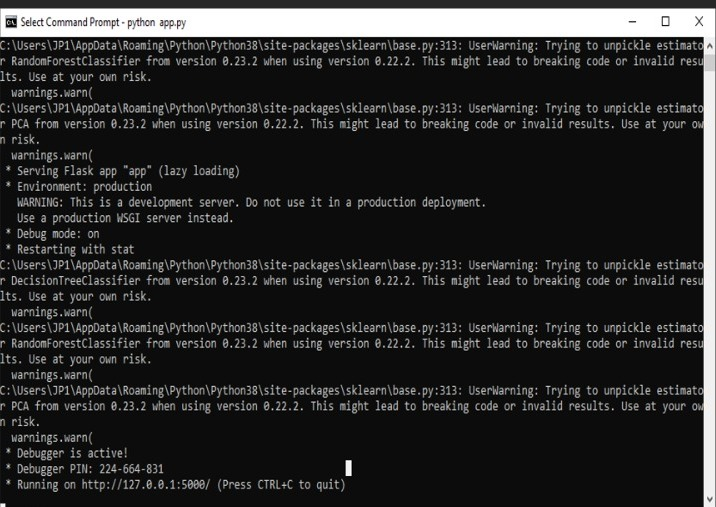 Select Command Prompt - python  app.py
C:\Users\JP1\AppData\Roaming\Python\Python38\site-packages\sklearn\base.py:313: UserWarning: Trying to unpickle estimato
r RandomForestClassifier from version 0.23.2 when using version 0.22.2. This might lead to breaking code or invalid resu
lts. Use at your own risk.
  warnings.warn(
C:\Users\JP1\AppData\Roaming\Python\Python38\site-packages\sklearn\base.py:313: UserWarning: Trying to unpickle estimato
r PCA from version 0.23.2 when using version 0.22.2. This might lead to breaking code or invalid results. Use at your ow
n risk.
  warnings.warn(
 * Serving Flask app "app" (lazy loading)
 * Environment: production
   WARNING: This is a development server. Do not use it in a production deployment.
   Use a production WSGI server instead.
 * Debug mode: on
 * Restarting with stat
C:\Users\JP1\AppData\Roaming\Python\Python38\site-packages\sklearn\base.py:313: UserWarning: Trying to unpickle estimato
r DecisionTreeClassifier from version 0.23.2 when using version 0.22.2. This might lead to breaking code or invalid resu
lts. Use at your own risk.
  warnings.warn(
C:\Users\JP1\AppData\Roaming\Python\Python38\site-packages\sklearn\base.py:313: UserWarning: Trying to unpickle estimato
r RandomForestClassifier from version 0.23.2 when using version 0.22.2. This might lead to breaking code or invalid resu
lts. Use at your own risk.
  warnings.warn(
C:\Users\JP1\AppData\Roaming\Python\Python38\site-packages\sklearn\base.py:313: UserWarning: Trying to unpickle estimato
r PCA from version 0.23.2 when using version 0.22.2. This might lead to breaking code or invalid results. Use at your ow
n risk.
  warnings.warn(
 * Debugger is active!
 * Debugger PIN: 224-664-831
 * Running on http://127.0.0.1:5000/ (Press CTRL+C to quit)